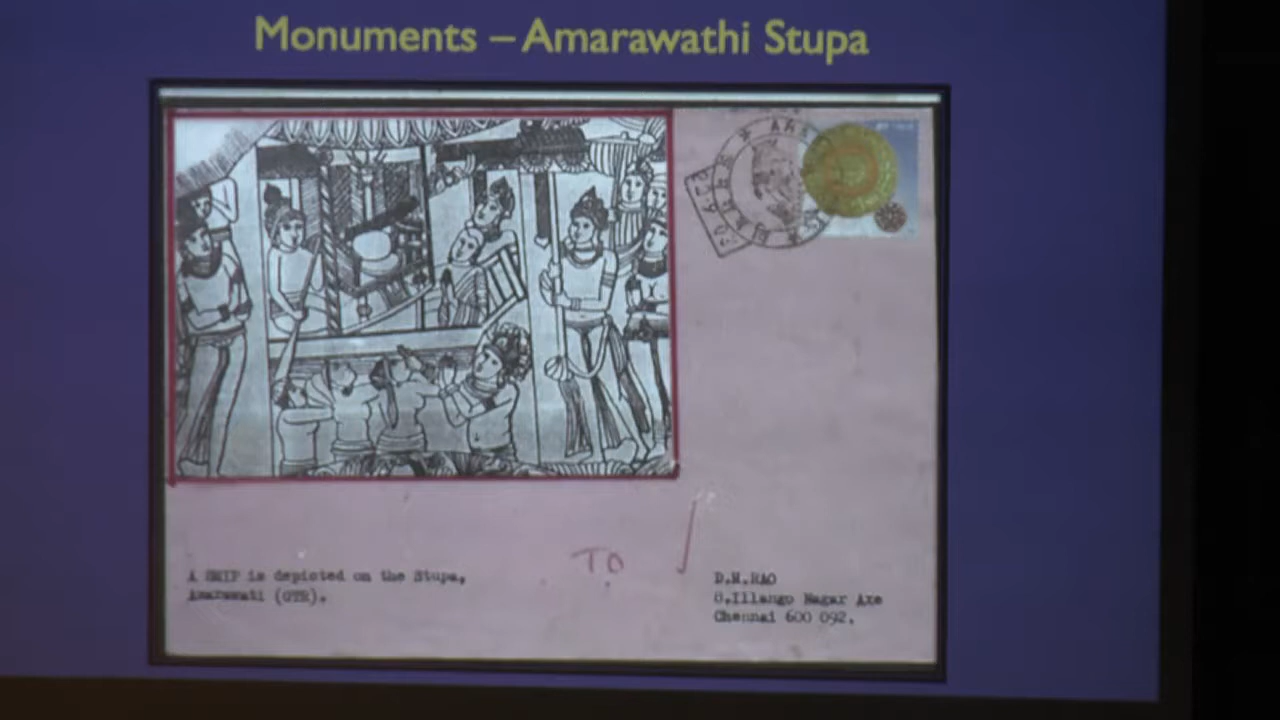 Monuments – Amarawathi Stupa
A SHIP is depicted on the Stupa,
Amarawati (GTR).
TO
D.H.RAO
8,Illango Nagar Axe
Chennai 600 092.